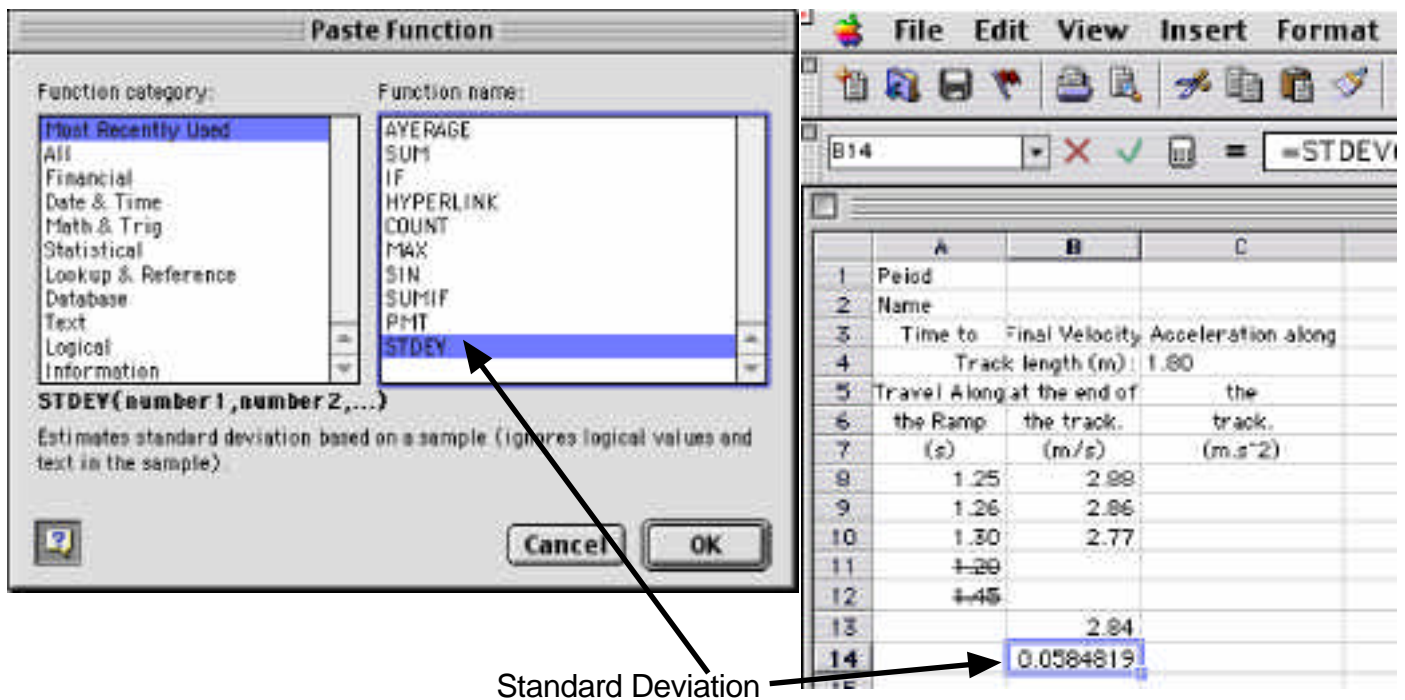 Paste Function
Function category:
Function name:
Most Recently Used
All
Financial
Date & Time
Math & Trig
Statistical
Lookup & Reference
Database
Text
Logical
Information
AVERAGE
SUM
IF
HYPERLINK
COUNT
MAX
SIN
SUMIF
PMT
STDEV
STDEV(number1,number2,...)
Estimates standard deviation based on a sample (ignores logical values and
text in the sample).
Cancel
OK
File Edit View Insert Format
B14 = =STDEV(
A B C
1 Peiod
2 Name
3 Time to Final Velocity Acceleration along
4 Track length (m): 1.80
5 Travel Along at the end of the
6 the Ramp the track. track.
7 (s) (m/s) (m.s^2)
8 1.25 2.88
9 1.26 2.86
10 1.30 2.77
11 1.20
12 1.45
13 2.84
14 0.0584819
Standard Deviation